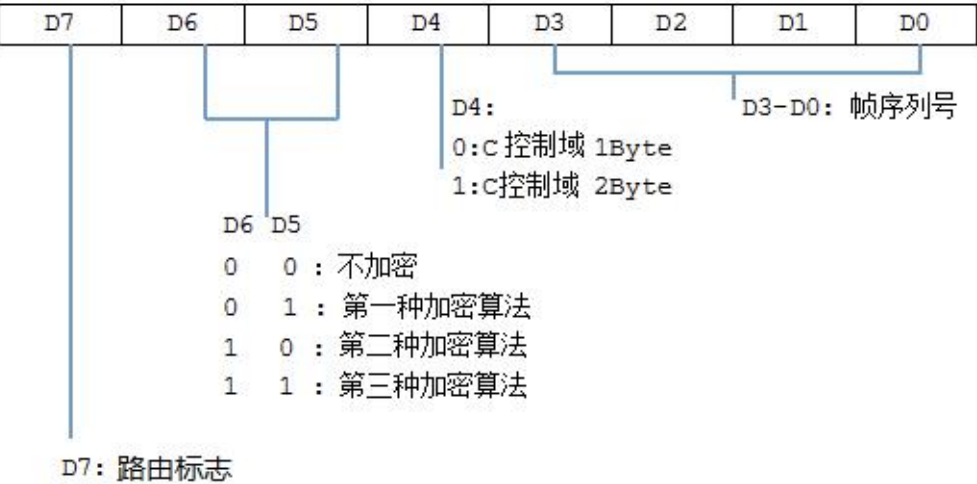 D7 D6 D5 D4 D3 D2 D1 D0
D4:
D3-D0: 帧序列号
0:C控制域 1Byte
1:C控制域 2Byte
D6 D5
0 0 : 不加密
0 1 : 第一种加密算法
1 0 : 第二种加密算法
1 1 : 第三种加密算法
D7: 路由标志